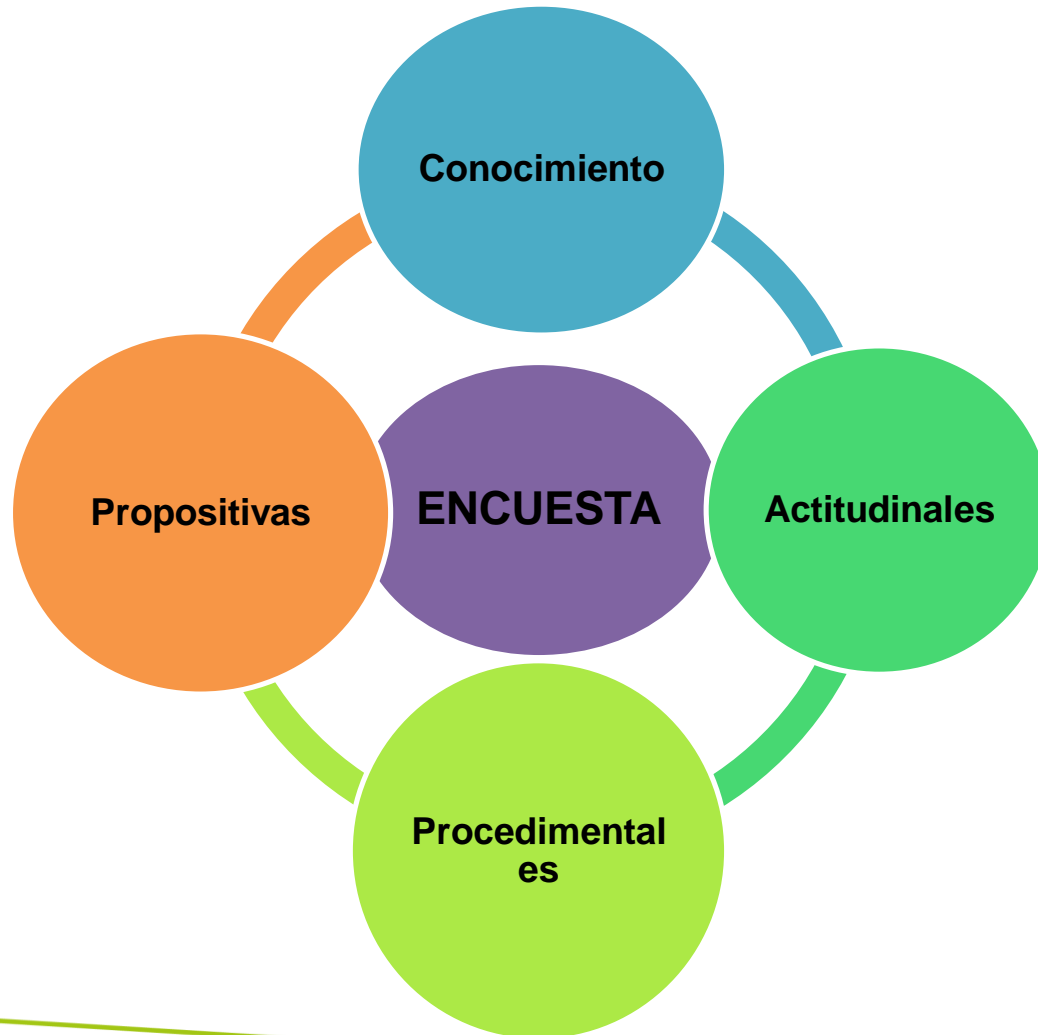 Conocimiento
Propositivas
ENCUESTA
Actitudinales
Procedimental
es